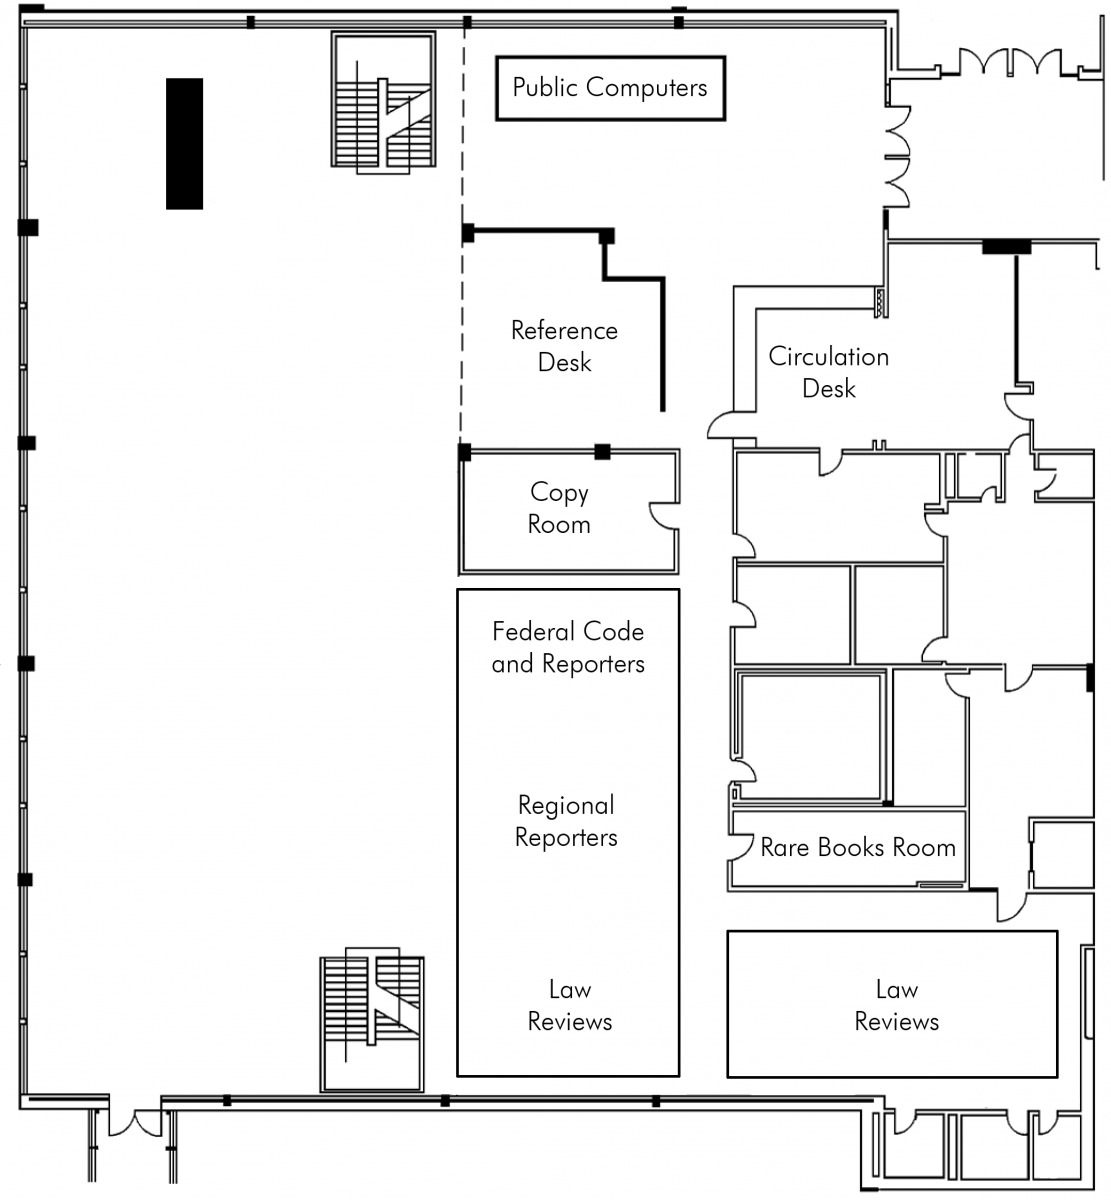 Public Computers
Reference
Desk
Circulation
Desk
Copy
Room
Federal Code
and Reporters
Regional
Reporters
Rare Books Room
Law
Reviews
Law
Reviews